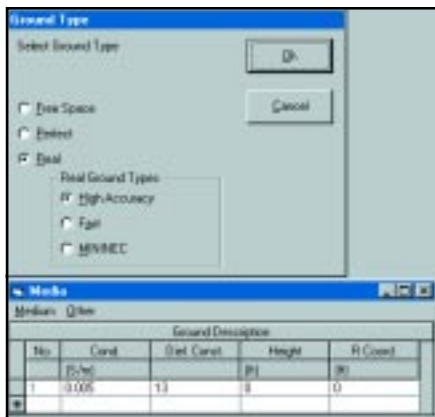 Ground Type
Select Ground Type
Ok
Cancel
Free Space
Perfect
Real
Real Ground Types
High Accuracy
Fast
MININEC
Media
Medium Other
Ground Description
No. Cond. Diel. Const. Height R Coord.
(S/m) (ft) (ft)
1 0.005 13 0 0